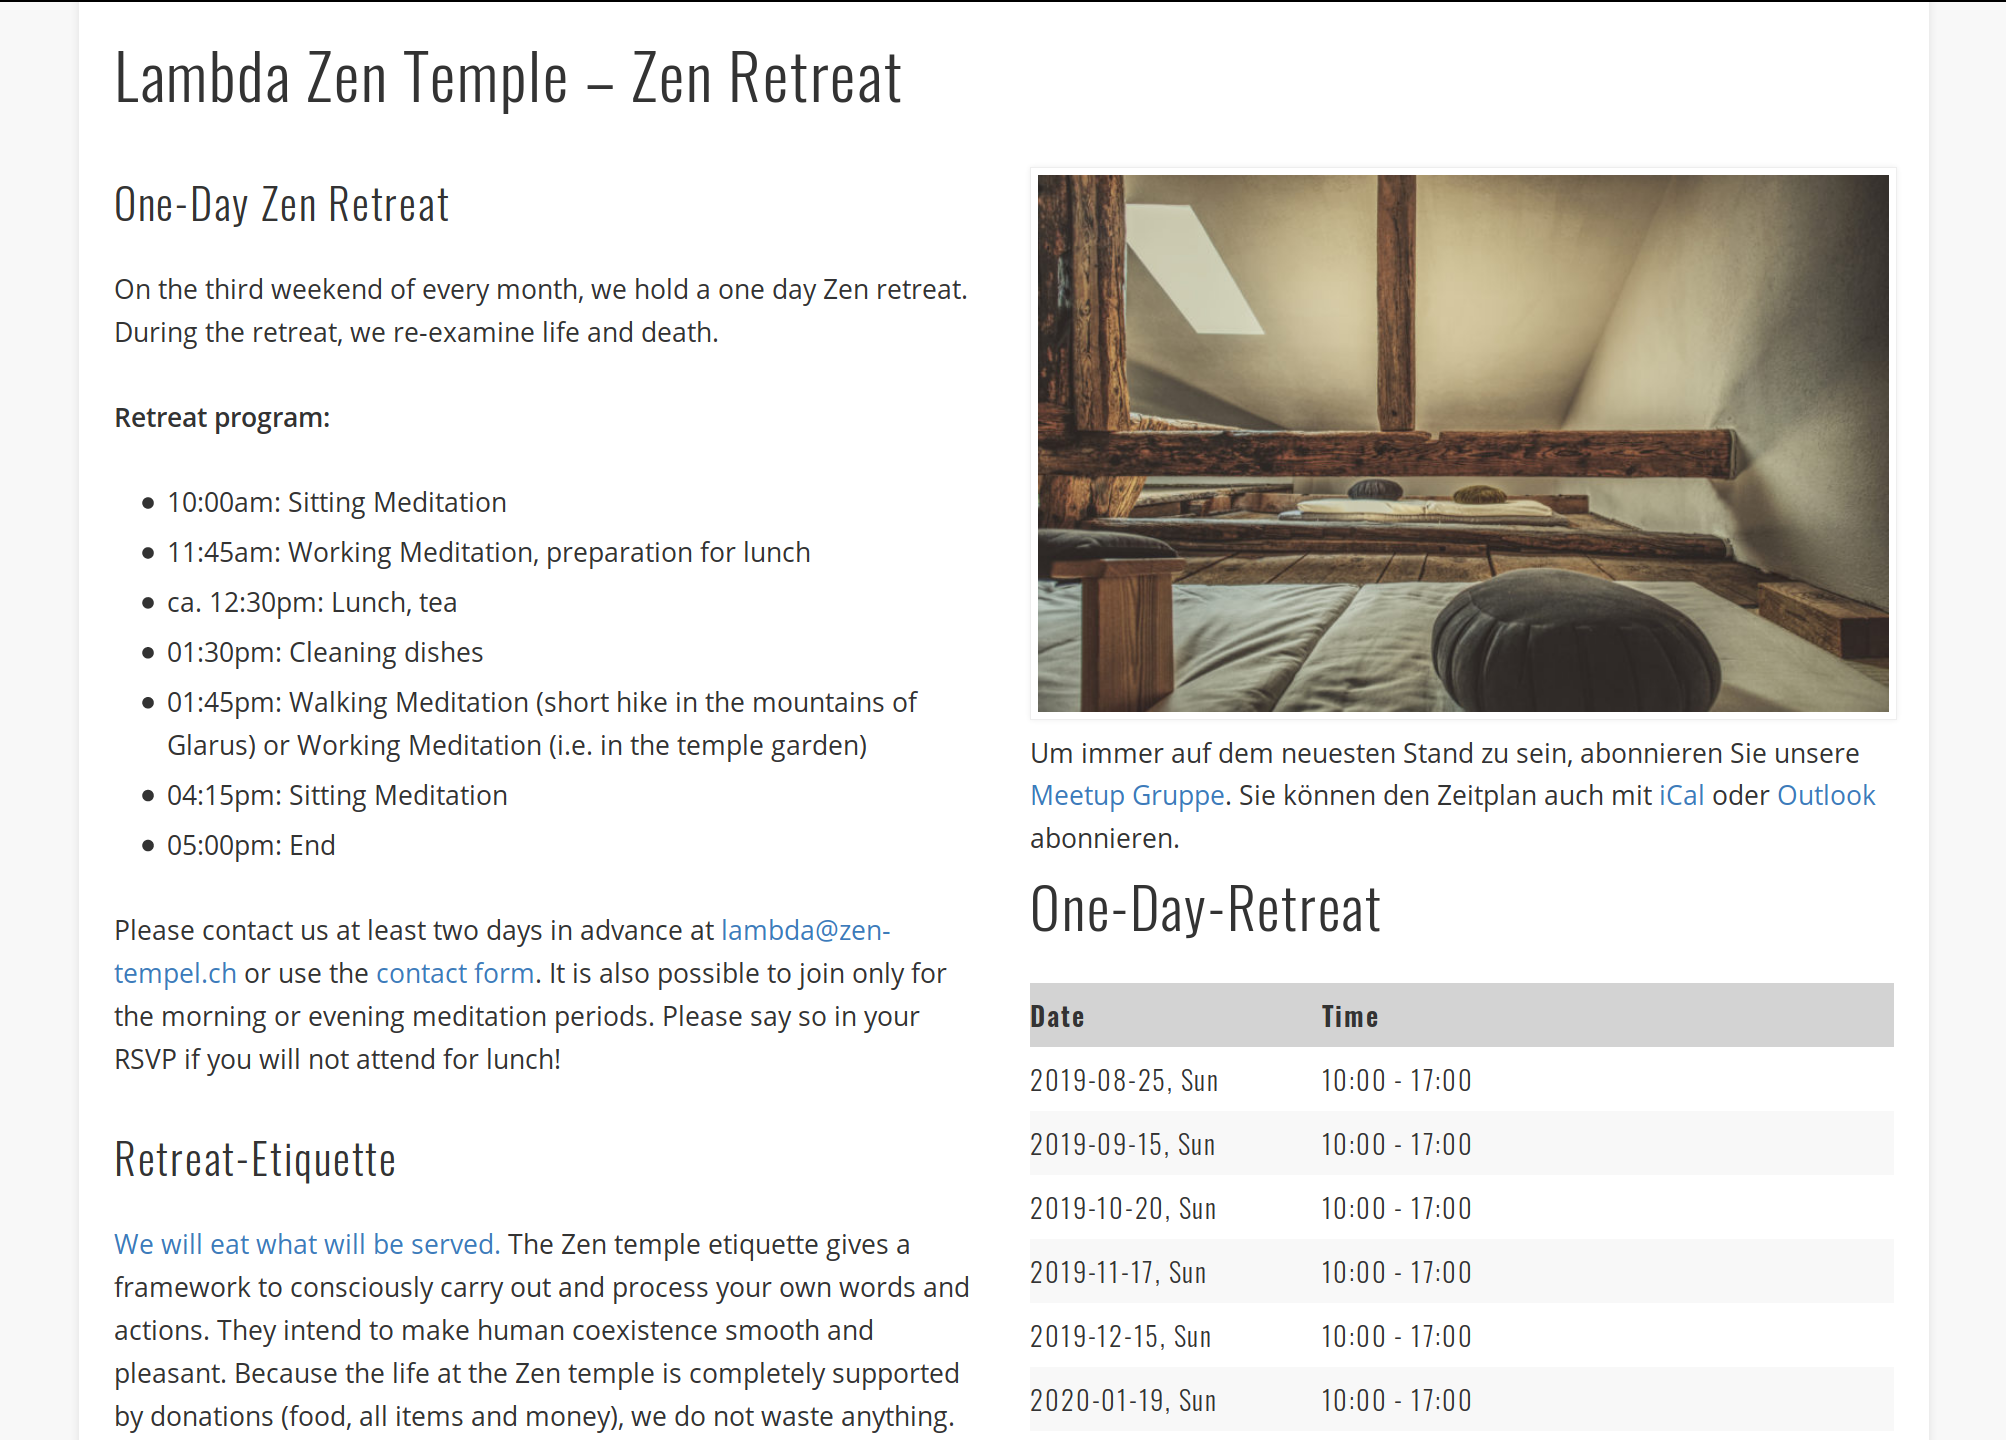 Lambda Zen Temple – Zen Retreat
One-Day Zen Retreat
On the third weekend of every month, we hold a one day Zen retreat.
During the retreat, we re-examine life and death.
Retreat program:
● 10:00am: Sitting Meditation
● 11:45am: Working Meditation, preparation for lunch
● ca. 12:30pm: Lunch, tea
● 01:30pm: Cleaning dishes
● 01:45pm: Walking Meditation (short hike in the mountains of
Glarus) or Working Meditation (i.e. in the temple garden)
● 04:15pm: Sitting Meditation
● 05:00pm: End
Please contact us at least two days in advance at lambda@zen-
tempel.ch or use the contact form. It is also possible to join only for
the morning or evening meditation periods. Please say so in your
RSVP if you will not attend for lunch!
Retreat-Etiquette
We will eat what will be served. The Zen temple etiquette gives a
framework to consciously carry out and process your own words and
actions. They intend to make human coexistence smooth and
pleasant. Because the life at the Zen temple is completely supported
by donations (food, all items and money), we do not waste anything.
Um immer auf dem neuesten Stand zu sein, abonnieren Sie unsere
Meetup Gruppe. Sie können den Zeitplan auch mit iCal oder Outlook
abonnieren.
One-Day-Retreat
Date Time
2019-08-25, Sun 10:00 - 17:00
2019-09-15, Sun 10:00 - 17:00
2019-10-20, Sun 10:00 - 17:00
2019-11-17, Sun 10:00 - 17:00
2019-12-15, Sun 10:00 - 17:00
2020-01-19, Sun 10:00 - 17:00